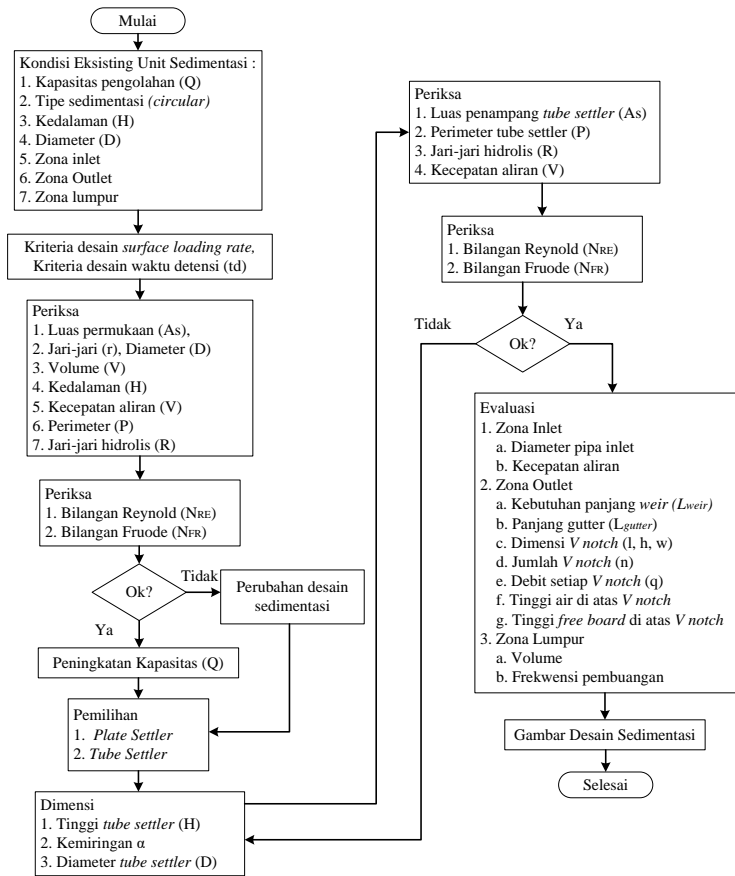 Mulai
Kondisi Eksisting Unit Sedimentasi :
1. Kapasitas pengolahan (Q)
2. Tipe sedimentasi (circular)
3. Kedalaman (H)
4. Diameter (D)
5. Zona inlet
6. Zona Outlet
7. Zona lumpur
Kriteria desain surface loading rate,
Kriteria desain waktu detensi (td)
Periksa
1. Luas permukaan (As),
2. Jari-jari (r), Diameter (D)
3. Volume (V)
4. Kedalaman (H)
5. Kecepatan aliran (V)
6. Perimeter (P)
7. Jari-jari hidrolis (R)
Periksa
1. Bilangan Reynold (NRE)
2. Bilangan Fruode (NFR)
Ok?
Tidak
Perubahan desain
sedimentasi
Ya
Peningkatan Kapasitas (Q)
Pemilihan
1. Plate Settler
2. Tube Settler
Dimensi
1. Tinggi tube settler (H)
2. Kemiringan α
3. Diameter tube settler (D)
Periksa
1. Luas penampang tube settler (As)
2. Perimeter tube settler (P)
3. Jari-jari hidrolis (R)
4. Kecepatan aliran (V)
Periksa
1. Bilangan Reynold (NRE)
2. Bilangan Fruode (NFR)
Tidak
Ok?
Ya
Evaluasi
1. Zona Inlet
a. Diameter pipa inlet
b. Kecepatan aliran
2. Zona Outlet
a. Kebutuhan panjang weir (Lweir)
b. Panjang gutter (Lgutter)
c. Dimensi V notch (l, h, w)
d. Jumlah V notch (n)
e. Debit setiap V notch (q)
f. Tinggi air di atas V notch
g. Tinggi free board di atas V notch
3. Zona Lumpur
a. Volume
b. Frekwensi pembuangan
Gambar Desain Sedimentasi
Selesai